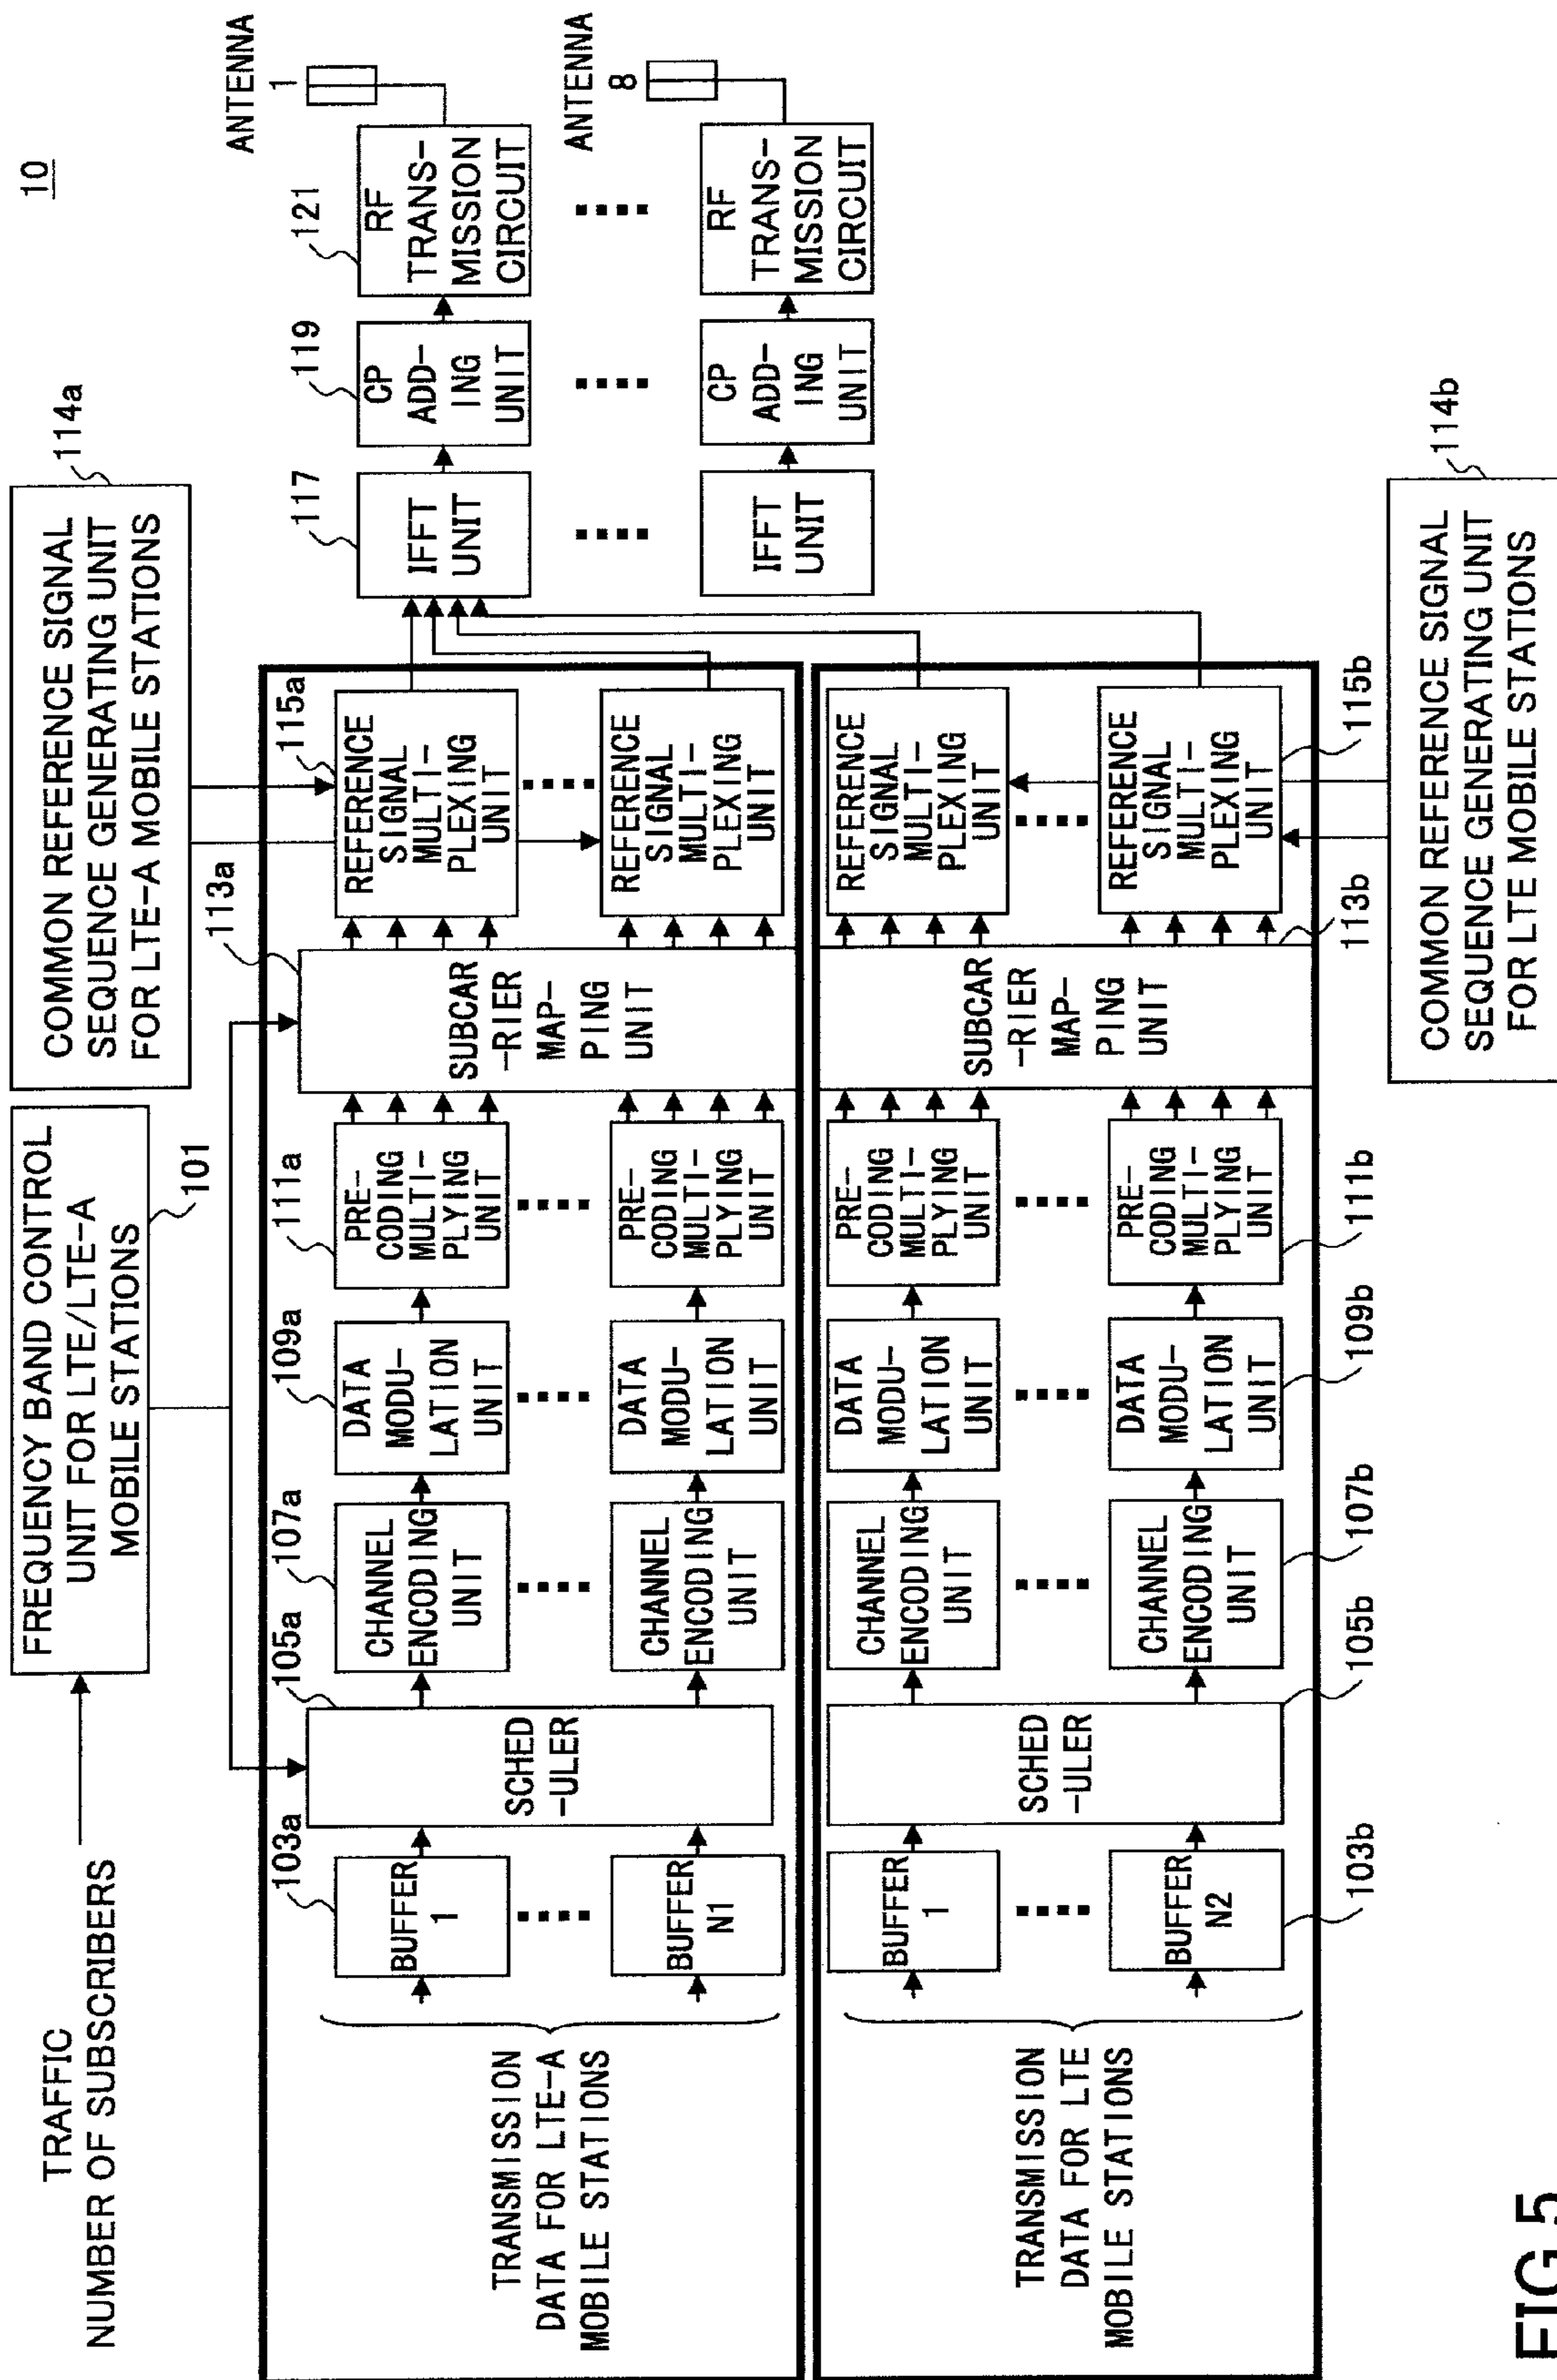 10
TRAFFIC
NUMBER OF SUBSCRIBERS
FREQUENCY BAND CONTROL
UNIT FOR LTE/LTE-A
MOBILE STATIONS
101
COMMON REFERENCE SIGNAL
SEQUENCE GENERATING UNIT
FOR LTE-A MOBILE STATIONS
114a
TRANSMISSION
DATA FOR LTE-A
MOBILE STATIONS
103a
BUFFER
1
BUFFER
N1
105a
SCHED
-ULER
107a
CHANNEL
ENCODING
UNIT
CHANNEL
ENCODING
UNIT
109a
DATA
MODU-
LATION
UNIT
DATA
MODU-
LATION
UNIT
111a
PRE-
CODING
MULTI-
PLYING
UNIT
PRE-
CODING
MULTI-
PLYING
UNIT
113a
SUBCAR
-RIER
MAP-
PING
UNIT
115a
REFERENCE
SIGNAL
MULTI-
PLEXING
UNIT
REFERENCE
SIGNAL
MULTI-
PLEXING
UNIT
117
IFFT
UNIT
119
CP
ADD-
ING
UNIT
121
RF
TRANS-
MISSION
CIRCUIT
ANTENNA
1
IFFT
UNIT
CP
ADD-
ING
UNIT
RF
TRANS-
MISSION
CIRCUIT
ANTENNA
8
TRANSMISSION
DATA FOR LTE
MOBILE STATIONS
BUFFER
1
BUFFER
N2
103b
SCHED
-ULER
105b
CHANNEL
ENCODING
UNIT
CHANNEL
ENCODING
UNIT
107b
DATA
MODU-
LATION
UNIT
DATA
MODU-
LATION
UNIT
109b
PRE-
CODING
MULTI-
PLYING
UNIT
PRE-
CODING
MULTI-
PLYING
UNIT
111b
SUBCAR
-RIER
MAP-
PING
UNIT
113b
REFERENCE
SIGNAL
MULTI-
PLEXING
UNIT
REFERENCE
SIGNAL
MULTI-
PLEXING
UNIT
115b
COMMON REFERENCE SIGNAL
SEQUENCE GENERATING UNIT
FOR LTE MOBILE STATIONS
114b
FIG.5